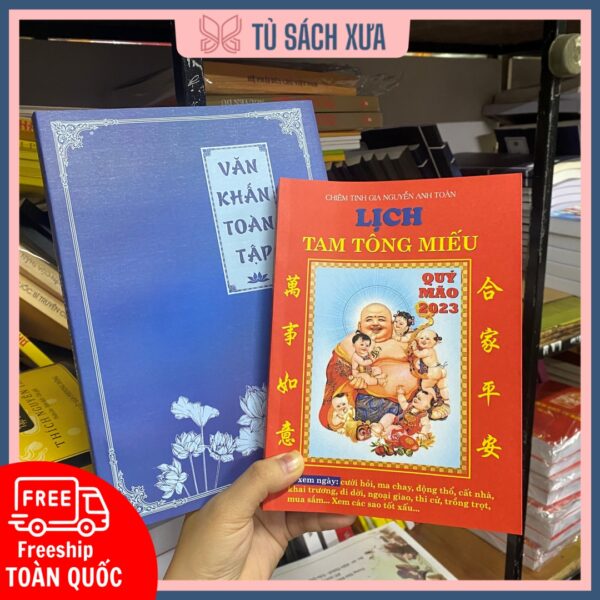 TỦ SÁCH XƯA
VĂN
KHẤN
TOÀN
TẬP
CHIÊM TINH GIA NGUYỄN ANH TOÀN
LỊCH
TAM TÔNG MIẾU
QUÝ
MÃO
2023
萬事如意
合家平安
xem ngày: cưới hỏi, ma chay, động thổ, cất nhà,
khai trương, di dời, ngoại giao, thi cử, trồng trọt,
mua sắm... Xem các sao tốt xấu...
THÍCH NGUYÊN
FREE
Freeship
TOÀN QUỐC